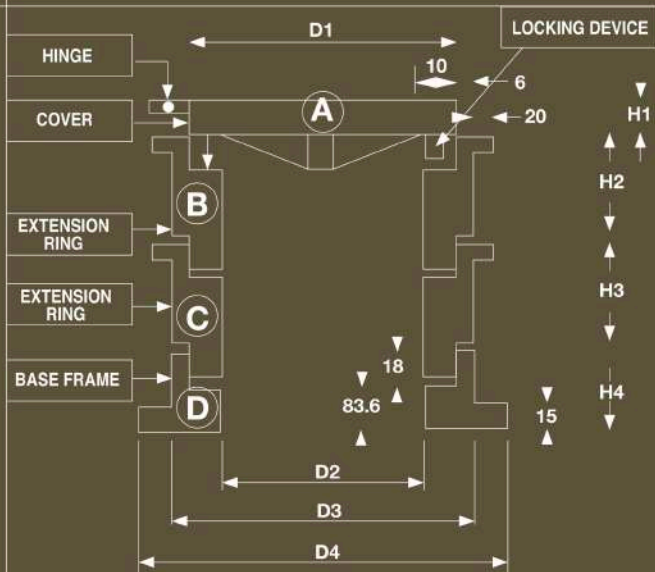 D1
LOCKING DEVICE
HINGE
10
6
COVER
A
20
H1
H2
B
EXTENSION
RING
H3
EXTENSION
RING
C
18
BASE FRAME
D
83.6
15
H4
D2
D3
D4